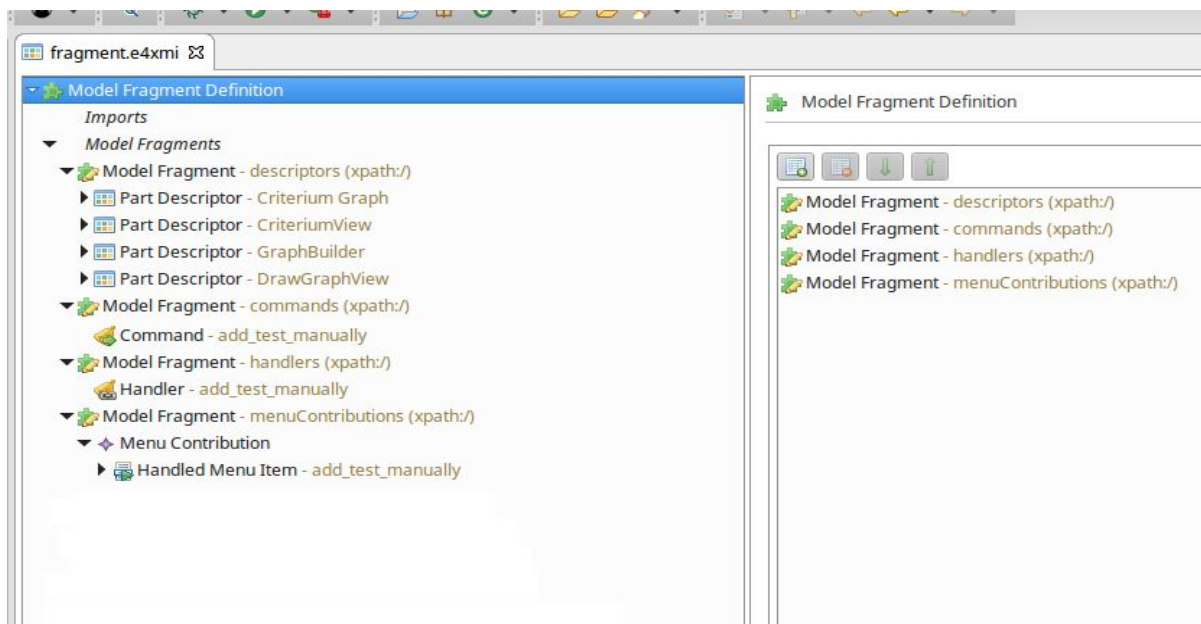 fragment.e4xmi
Model Fragment Definition
Imports
Model Fragments
Model Fragment - descriptors (xpath:/)
Part Descriptor - Criterium Graph
Part Descriptor - CriteriumView
Part Descriptor - GraphBuilder
Part Descriptor - DrawGraphView
Model Fragment - commands (xpath:/)
Command - add_test_manually
Model Fragment - handlers (xpath:/)
Handler - add_test_manually
Model Fragment - menuContributions (xpath:/)
Menu Contribution
Handled Menu Item - add_test_manually
Model Fragment Definition
Model Fragment - descriptors (xpath:/)
Model Fragment - commands (xpath:/)
Model Fragment - handlers (xpath:/)
Model Fragment - menuContributions (xpath:/)